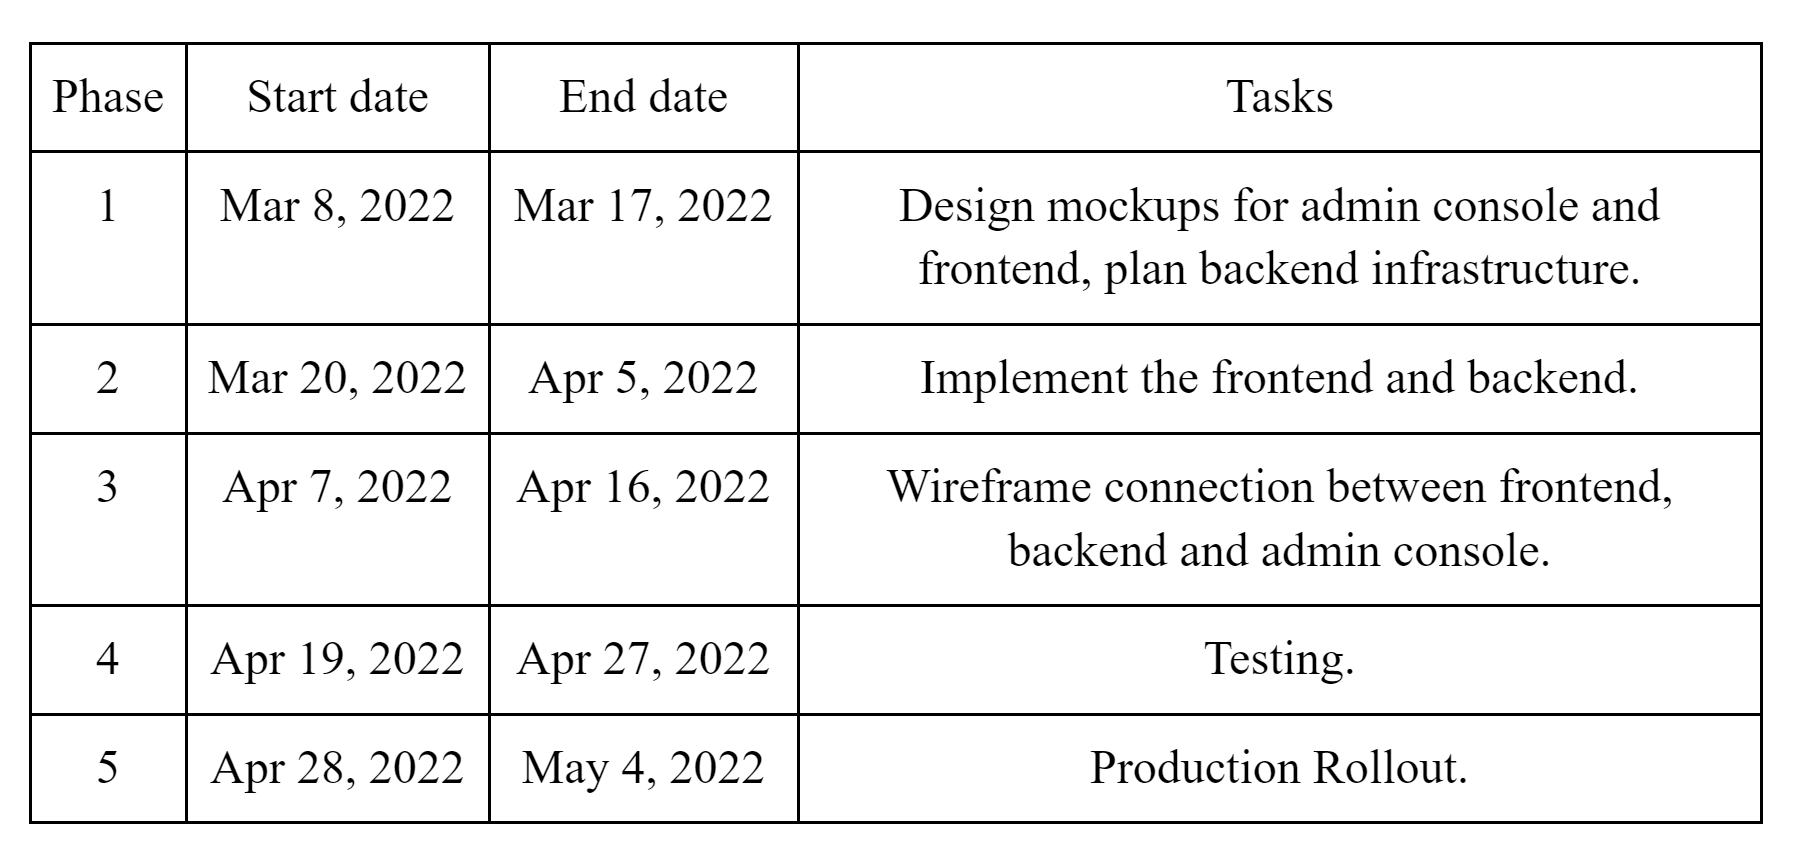 Phase Start date End date Tasks
1 Mar 8, 2022 Mar 17, 2022 Design mockups for admin console and
frontend, plan backend infrastructure.
2 Mar 20, 2022 Apr 5, 2022 Implement the frontend and backend.
3 Apr 7, 2022 Apr 16, 2022 Wireframe connection between frontend,
backend and admin console.
4 Apr 19, 2022 Apr 27, 2022 Testing.
5 Apr 28, 2022 May 4, 2022 Production Rollout.